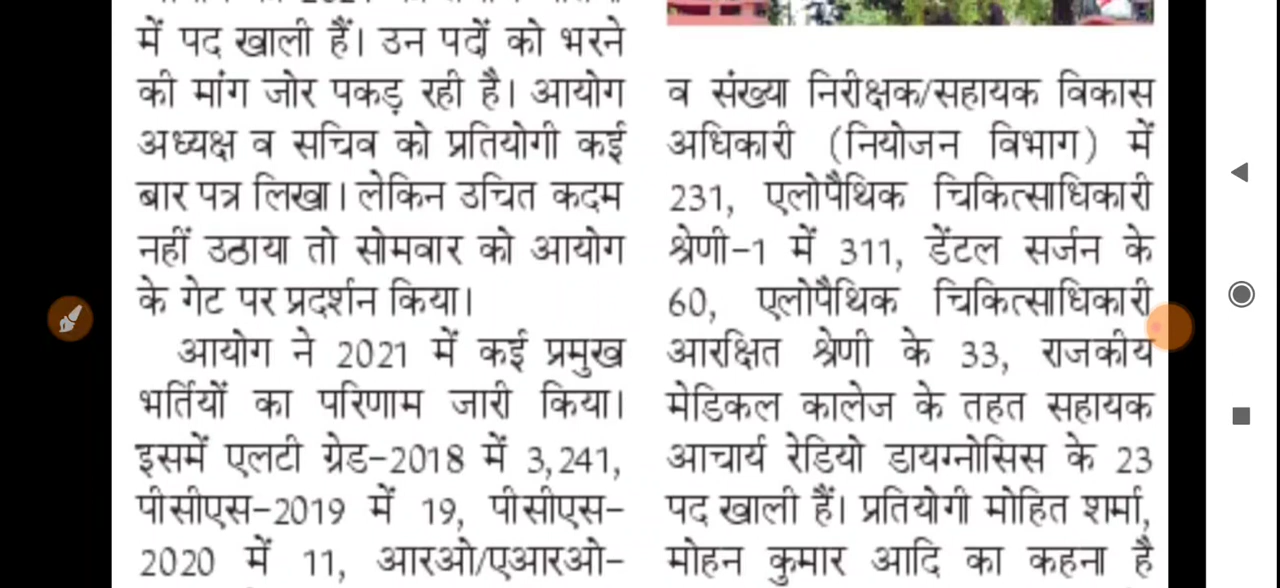 में पद खाली हैं। उन पदों को भरने
की मांग जोर पकड़ रही है। आयोग
अध्यक्ष व सचिव को प्रतियोगी कई
बार पत्र लिखा। लेकिन उचित कदम
नहीं उठाया तो सोमवार को आयोग
के गेट पर प्रदर्शन किया।
आयोग ने 2021 में कई प्रमुख
भर्तियों का परिणाम जारी किया।
इसमें एलटी ग्रेड-2018 में 3,241,
पीसीएस-2019 में 19, पीसीएस-
2020 में 11, आरओ/एआरओ-
व संख्या निरीक्षक/सहायक विकास
अधिकारी (नियोजन विभाग) में
231, एलोपैथिक चिकित्साधिकारी
श्रेणी-1 में 311, डेंटल सर्जन के
60, एलोपैथिक चिकित्साधिकारी
आरक्षित श्रेणी के 33, राजकीय
मेडिकल कालेज के तहत सहायक
आचार्य रेडियो डायग्नोसिस के 23
पद खाली हैं। प्रतियोगी मोहित शर्मा,
मोहन कुमार आदि का कहना है